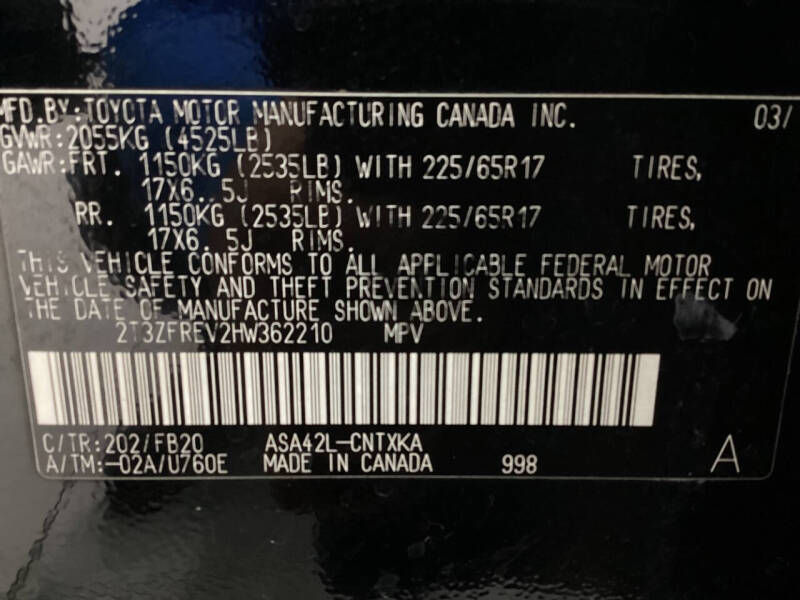 MFD.BY:TOYOTA MOTOR MANUFACTURING CANADA INC. 03/
GVWR:2055KG (4525LB)
GAWR:FRT. 1150KG (2535LB) WITH 225/65R17 TIRES,
17X6. 5J RIMS.
RR. 1150KG (2535LB) WITH 225/65R17 TIRES,
17X6. 5J RIMS.
THIS VEHICLE CONFORMS TO ALL APPLICABLE FEDERAL MOTOR
VEHICLE SAFETY AND THEFT PREVENTION STANDARDS IN EFFECT ON
THE DATE OF MANUFACTURE SHOWN ABOVE.
2T3ZFREV2HW362210 MPV
C/TR:202/FB20 ASA42L-CNTXKA
A/TM:-02A/U760E MADE IN CANADA 998 A